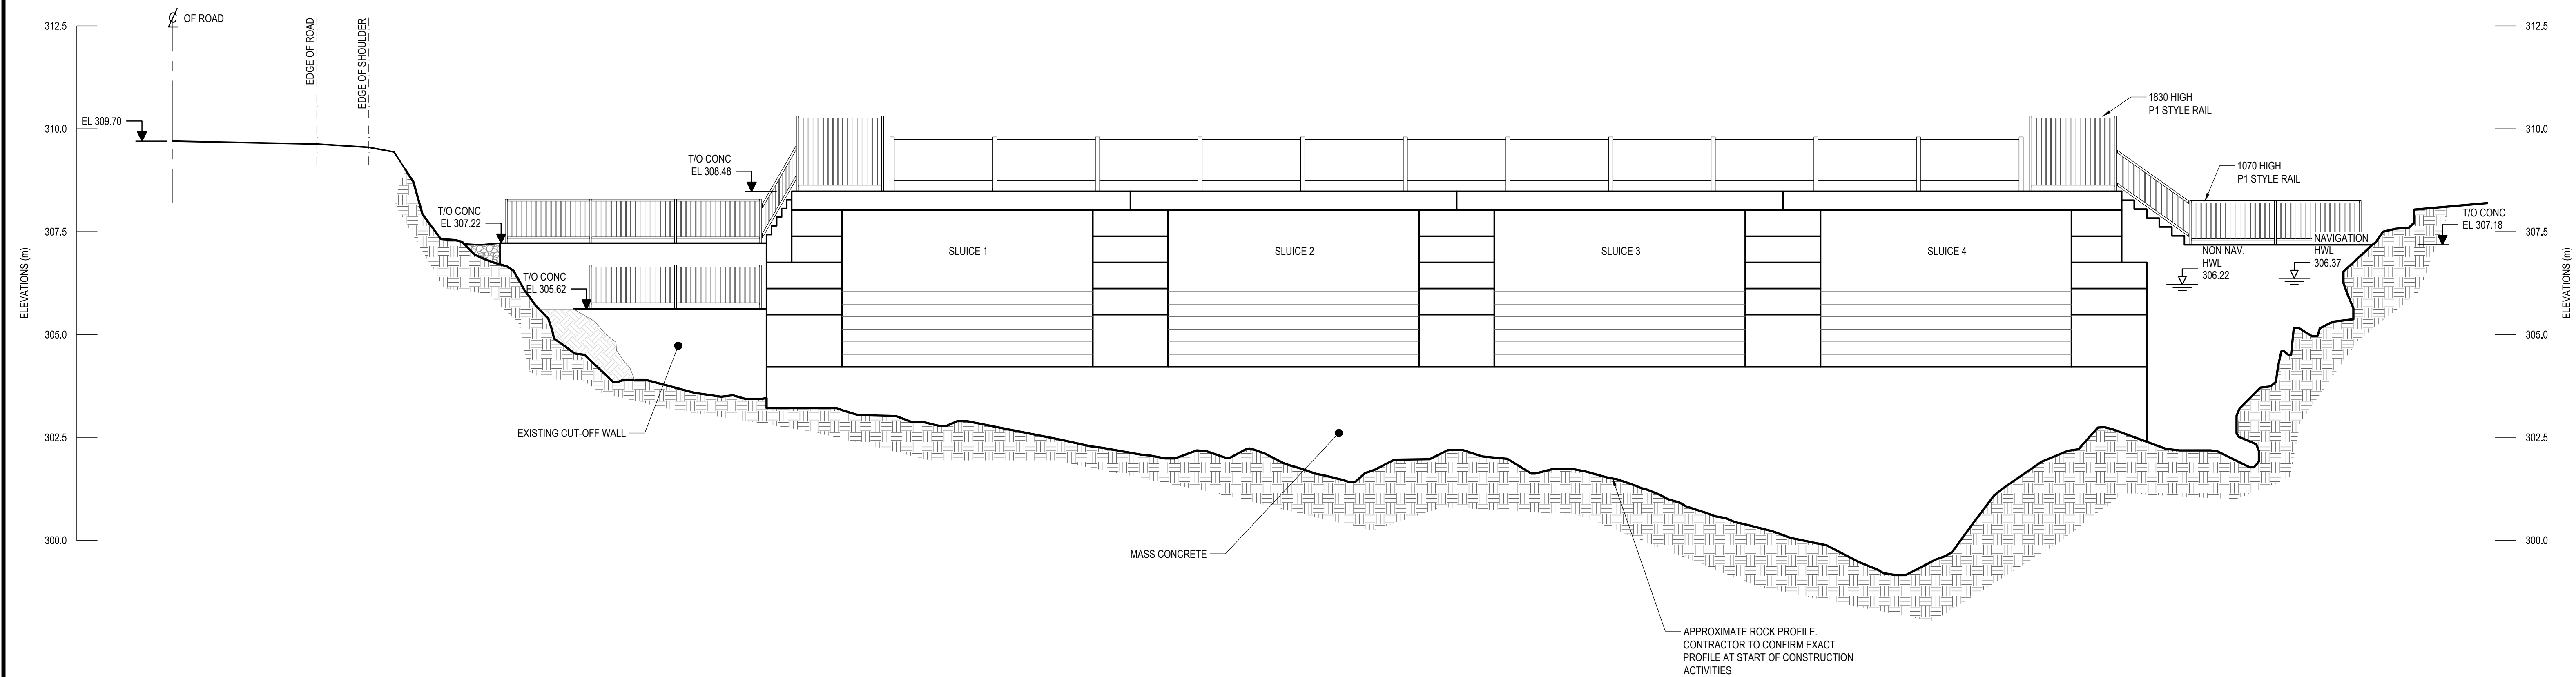 ℄ OF ROAD
EDGE OF ROAD
EDGE OF SHOULDER
312.5
310.0
307.5
305.0
302.5
300.0
ELEVATIONS (m)
EL 309.70
T/O CONC
EL 308.48
T/O CONC
EL 307.22
T/O CONC
EL 305.62
EXISTING CUT-OFF WALL
SLUICE 1
SLUICE 2
SLUICE 3
SLUICE 4
MASS CONCRETE
APPROXIMATE ROCK PROFILE.
CONTRACTOR TO CONFIRM EXACT
PROFILE AT START OF CONSTRUCTION
ACTIVITIES
1830 HIGH
P1 STYLE RAIL
1070 HIGH
P1 STYLE RAIL
NON NAV.
HWL
306.22
NAVIGATION
HWL
306.37
T/O CONC
EL 307.18
312.5
310.0
307.5
305.0
302.5
300.0
ELEVATIONS (m)